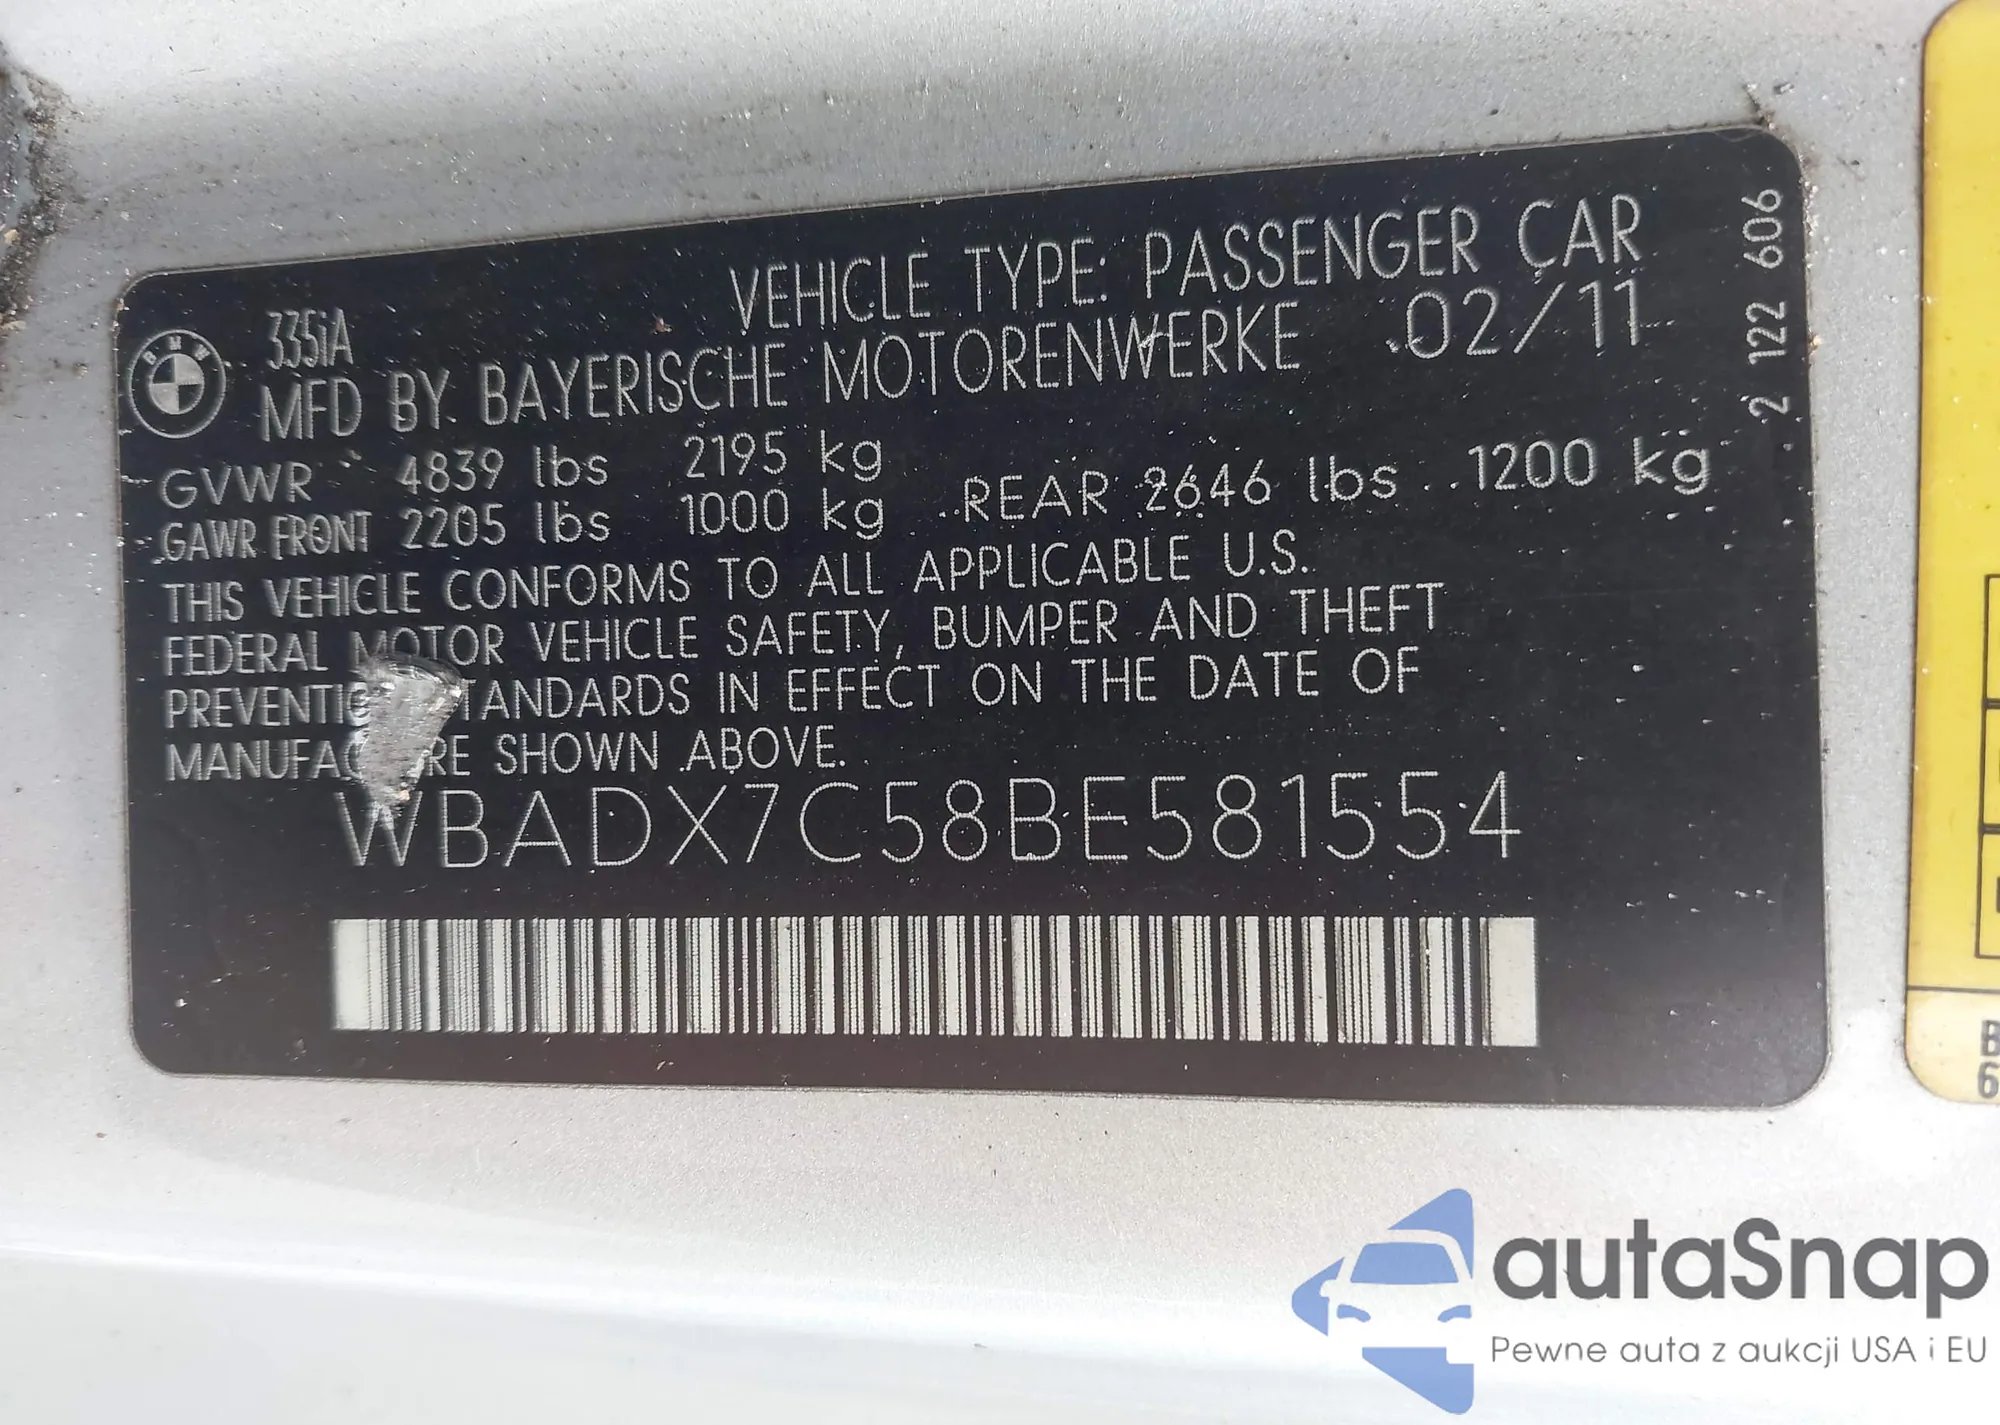 BMW
335iA
VEHICLE TYPE: PASSENGER CAR
MFD BY BAYERISCHE MOTORENWERKE 02/11
GVWR 4839 lbs 2195 kg
GAWR FRONT 2205 lbs 1000 kg REAR 2646 lbs 1200 kg
THIS VEHICLE CONFORMS TO ALL APPLICABLE U.S.
FEDERAL MOTOR VEHICLE SAFETY, BUMPER AND THEFT
STANDARDS IN EFFECT ON THE DATE OF
SHOWN ABOVE.
WBADX7C58BE581554
2 122 606
B
6
autaSnap
Pewne auta z aukcji USA i EU